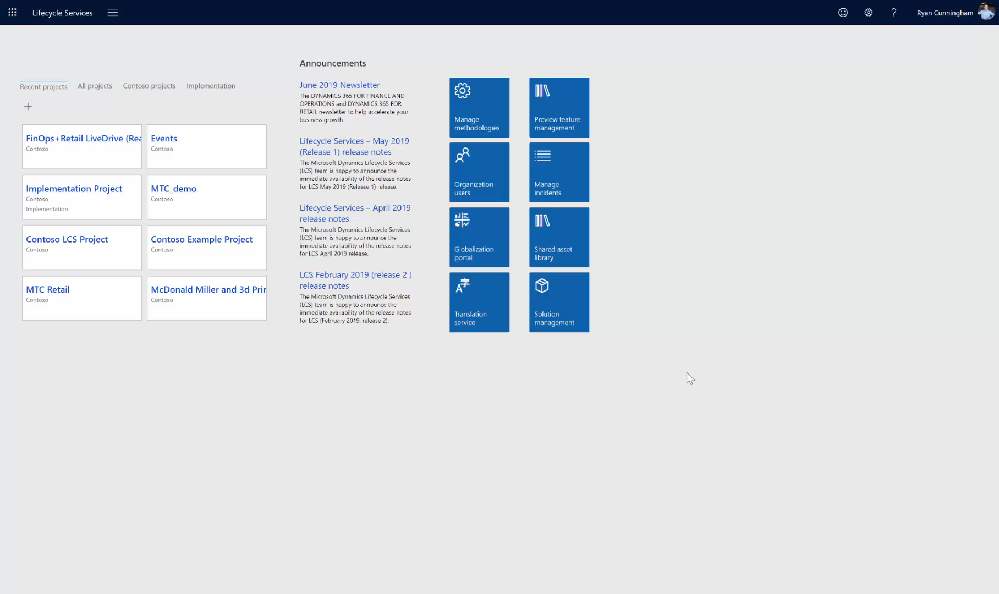 Lifecycle Services
Ryan Cunningham
Recent projects
All projects
Contoso projects
Implementation
FinOps+Retail LiveDrive (Rea
Contoso
Events
Contoso
Implementation Project
Contoso
Implementation
MTC_demo
Contoso
Contoso LCS Project
Contoso
Contoso Example Project
Contoso
MTC Retail
Contoso
McDonald Miller and 3d Prin
Contoso
Announcements
June 2019 Newsletter
The DYNAMICS 365 FOR FINANCE AND
OPERATIONS and DYNAMICS 365 FOR
RETAIL newsletter to help accelerate your
business growth
Lifecycle Services – May 2019
(Release 1) release notes
The Microsoft Dynamics Lifecycle Services
(LCS) team is happy to announce the
immediate availability of the release notes
for LCS May 2019 (Release 1) release.
Lifecycle Services – April 2019
release notes
The Microsoft Dynamics Lifecycle Services
(LCS) team is happy to announce the
immediate availability of the release notes
for LCS April 2019 release.
LCS February 2019 (release 2 )
release notes
The Microsoft Dynamics Lifecycle Services
(LCS) team is happy to announce the
immediate availability of the release notes
for LCS (February 2019, release 2).
Manage
methodologies
Preview feature
management
Organization
users
Manage
incidents
Globalization
portal
Shared asset
library
Translation
service
Solution
management